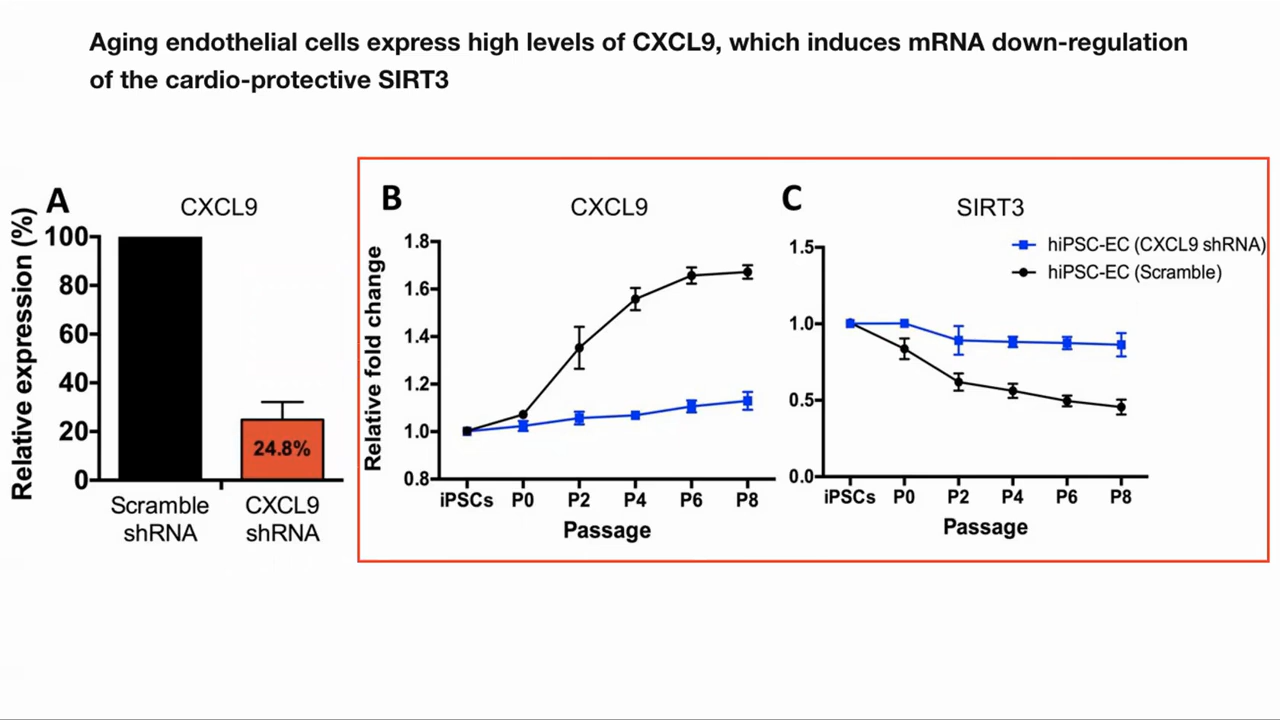 Aging endothelial cells express high levels of CXCL9, which induces mRNA down-regulation
of the cardio-protective SIRT3
A
CXCL9
Relative expression (%)
100
80
60
40
20
0
24.8%
Scramble
shRNA
CXCL9
shRNA
B
CXCL9
Relative fold change
1.8
1.6
1.4
1.2
1.0
0.8
iPSCs P0 P2 P4 P6 P8
Passage
C
SIRT3
hiPSC-EC (CXCL9 shRNA)
hiPSC-EC (Scramble)
1.5
1.0
0.5
0.0
iPSCs P0 P2 P4 P6 P8
Passage